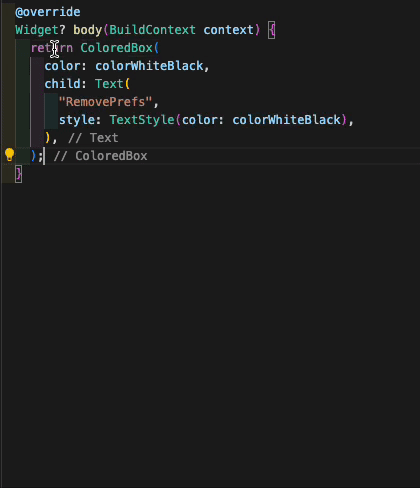 @override
Widget? body(BuildContext context) {
return ColoredBox(
color: colorWhiteBlack,
child: Text(
"RemovePrefs",
style: TextStyle(color: colorWhiteBlack),
), // Text
); // ColoredBox
}